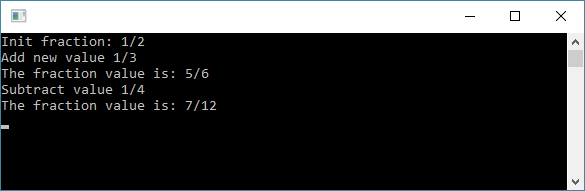 Init fraction: 1/2
Add new value 1/3
The fraction value is: 5/6
Subtract value 1/4
The fraction value is: 7/12